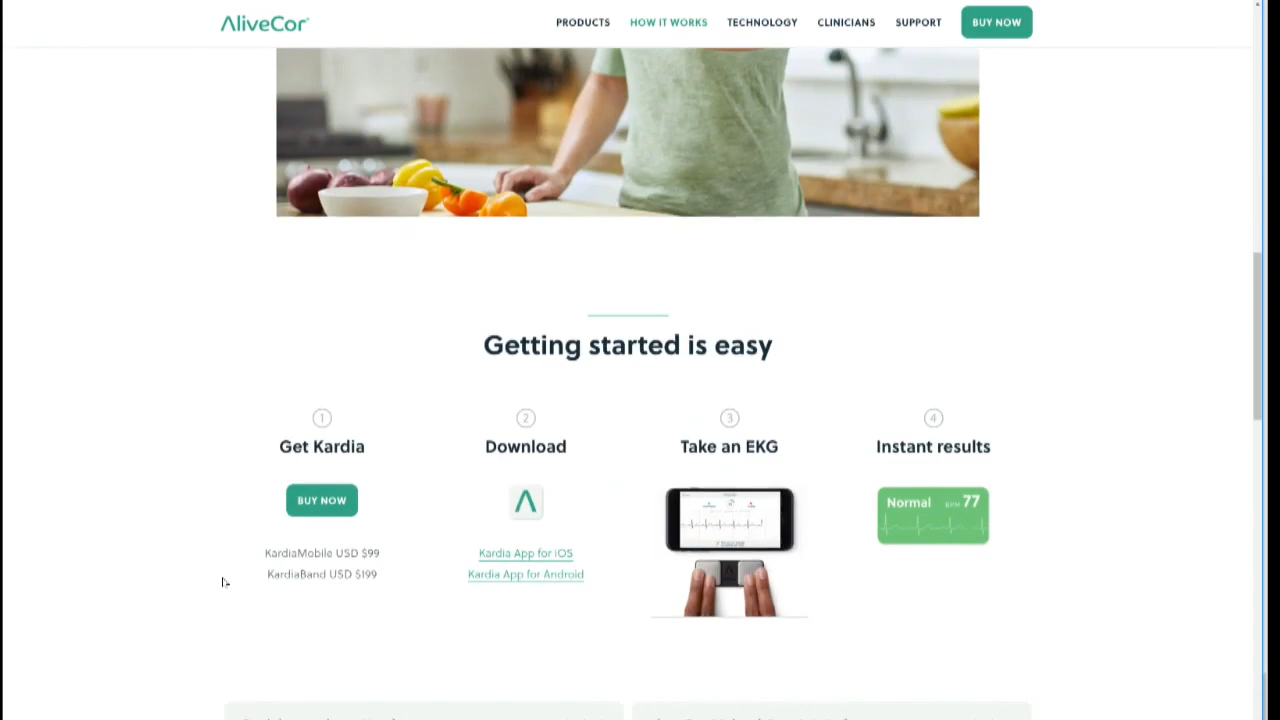 AliveCor
PRODUCTS HOW IT WORKS TECHNOLOGY CLINICIANS SUPPORT BUY NOW
Getting started is easy
1 2 3 4
Get Kardia Download Take an EKG Instant results
BUY NOW
Normal BPM 77
KardiaMobile USD $99 Kardia App for iOS
KardiaBand USD $199 Kardia App for Android